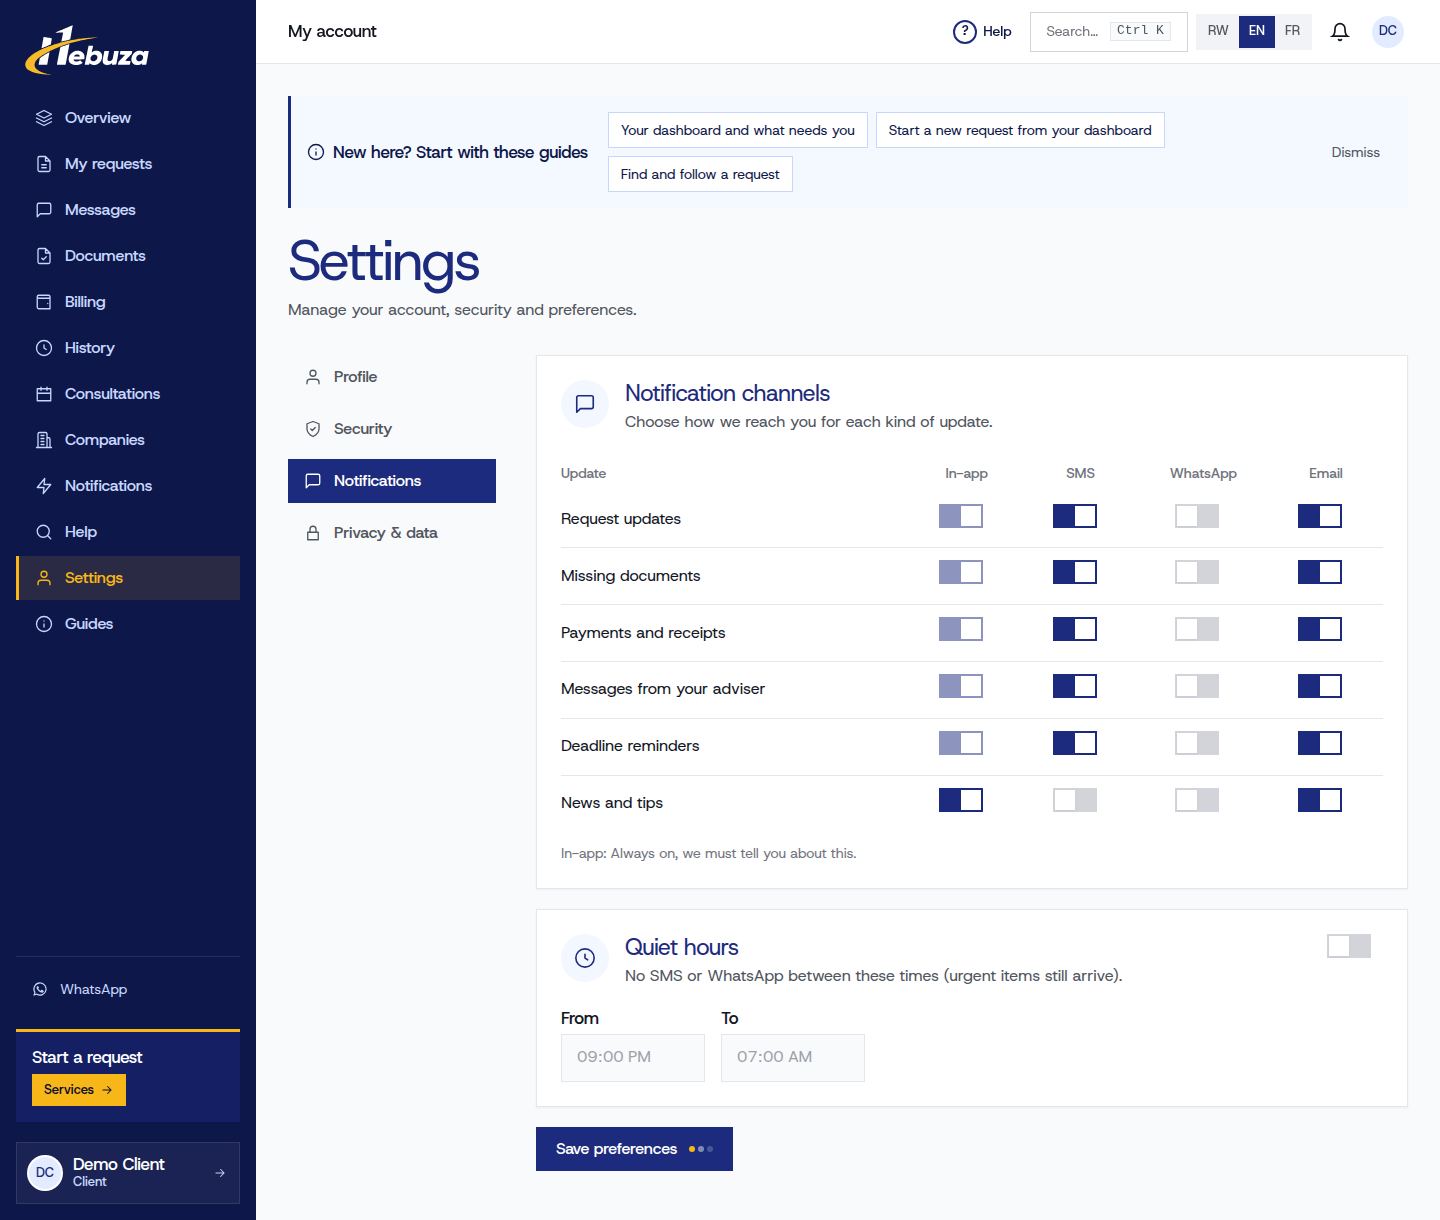 Hebuza
Overview
My requests
Messages
Documents
Billing
History
Consultations
Companies
Notifications
Help
Settings
Guides
WhatsApp
Start a request
Services →
DC
Demo Client
Client
→
My account
? Help
Search... Ctrl K
RW EN FR
DC
New here? Start with these guides
Your dashboard and what needs you
Start a new request from your dashboard
Find and follow a request
Dismiss
Settings
Manage your account, security and preferences.
Profile
Security
Notifications
Privacy & data
Notification channels
Choose how we reach you for each kind of update.
Update In-app SMS WhatsApp Email
Request updates
Missing documents
Payments and receipts
Messages from your adviser
Deadline reminders
News and tips
In-app: Always on, we must tell you about this.
Quiet hours
No SMS or WhatsApp between these times (urgent items still arrive).
From To
09:00 PM 07:00 AM
Save preferences